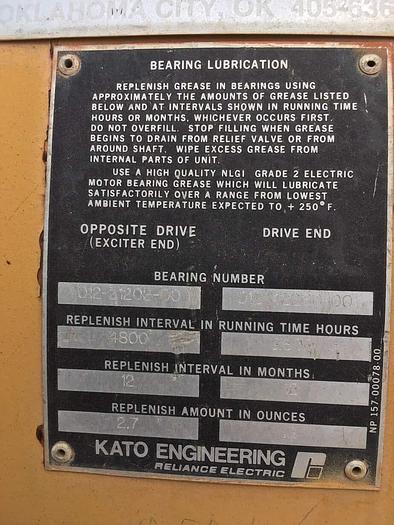 OKLAHOMA CITY, OK 405-636
BEARING LUBRICATION
REPLENISH GREASE IN BEARINGS USING
APPROXIMATELY THE AMOUNTS OF GREASE LISTED
BELOW AND AT INTERVALS SHOWN IN RUNNING TIME
HOURS OR MONTHS, WHICHEVER OCCURS FIRST.
DO NOT OVERFILL. STOP FILLING WHEN GREASE
BEGINS TO DRAIN FROM RELIEF VALVE OR FROM
AROUND SHAFT. WIPE EXCESS GREASE FROM
INTERNAL PARTS OF UNIT.
USE A HIGH QUALITY NLGI GRADE 2 ELECTRIC
MOTOR BEARING GREASE WHICH WILL LUBRICATE
SATISFACTORILY OVER A RANGE FROM LOWEST
AMBIENT TEMPERATURE EXPECTED TO + 250°F.
OPPOSITE DRIVE DRIVE END
(EXCITER END)
BEARING NUMBER
REPLENISH INTERVAL IN RUNNING TIME HOURS
4800
REPLENISH INTERVAL IN MONTHS
12
REPLENISH AMOUNT IN OUNCES
2.7
KATO ENGINEERING
RELIANCE ELECTRIC
NP 157-00078-00